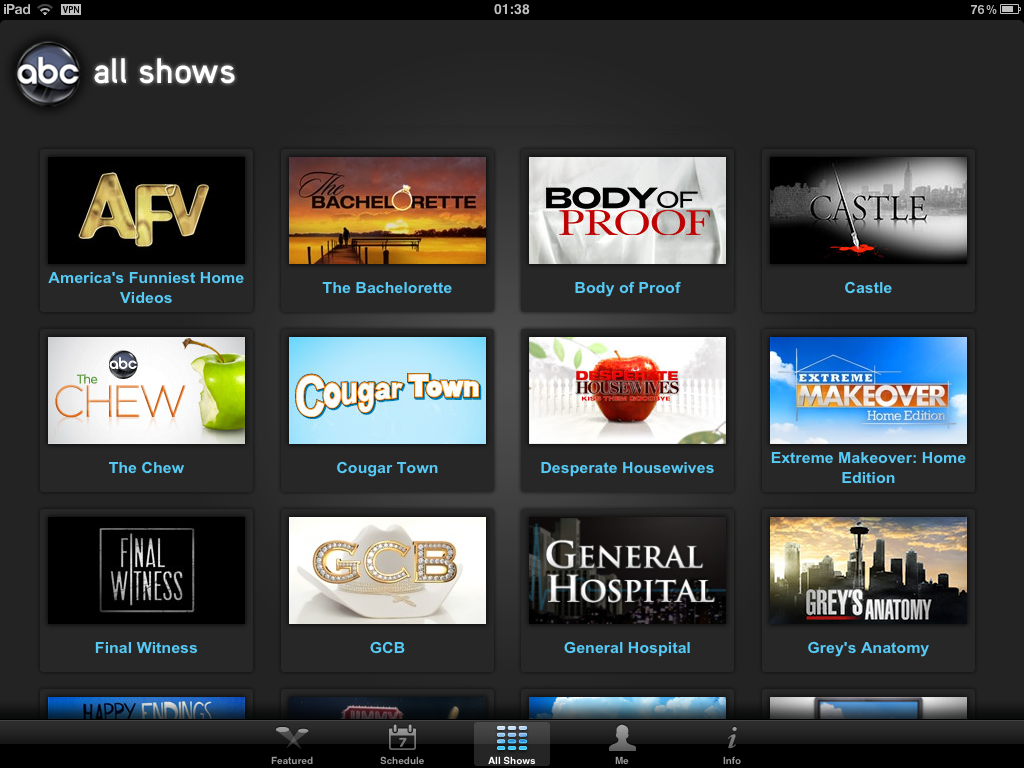 iPad VPN 01:38 76%
abc all shows
AFV
The
BACHELORETTE
BODY OF
PROOF
CASTLE
America's Funniest Home
Videos
The Bachelorette
Body of Proof
Castle
abc
The
CHEW
Cougar Town
DESPERATE
HOUSEWIVES
KISS THEM GOODBYE
EXTREME
MAKEOVER
Home Edition
The Chew
Cougar Town
Desperate Housewives
Extreme Makeover: Home
Edition
FINAL
WITNESS
GCB
GENERAL
HOSPITAL
GREY'S ANATOMY
Final Witness
GCB
General Hospital
Grey's Anatomy
HAPPY ENDINGS
JIMMY
7
Featured
Schedule
All Shows
Me
i
Info